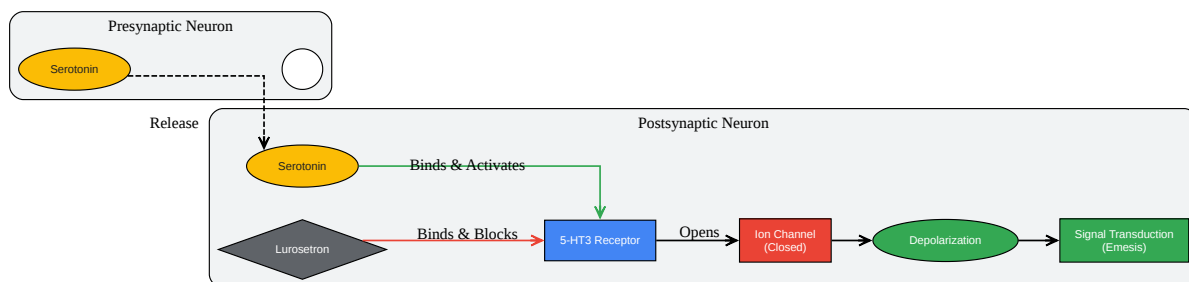 Presynaptic Neuron
Serotonin
Release
Postsynaptic Neuron
Serotonin
Binds & Activates
Lurosetron
Binds & Blocks
5-HT3 Receptor
Opens
Ion Channel
(Closed)
Depolarization
Signal Transduction
(Emesis)